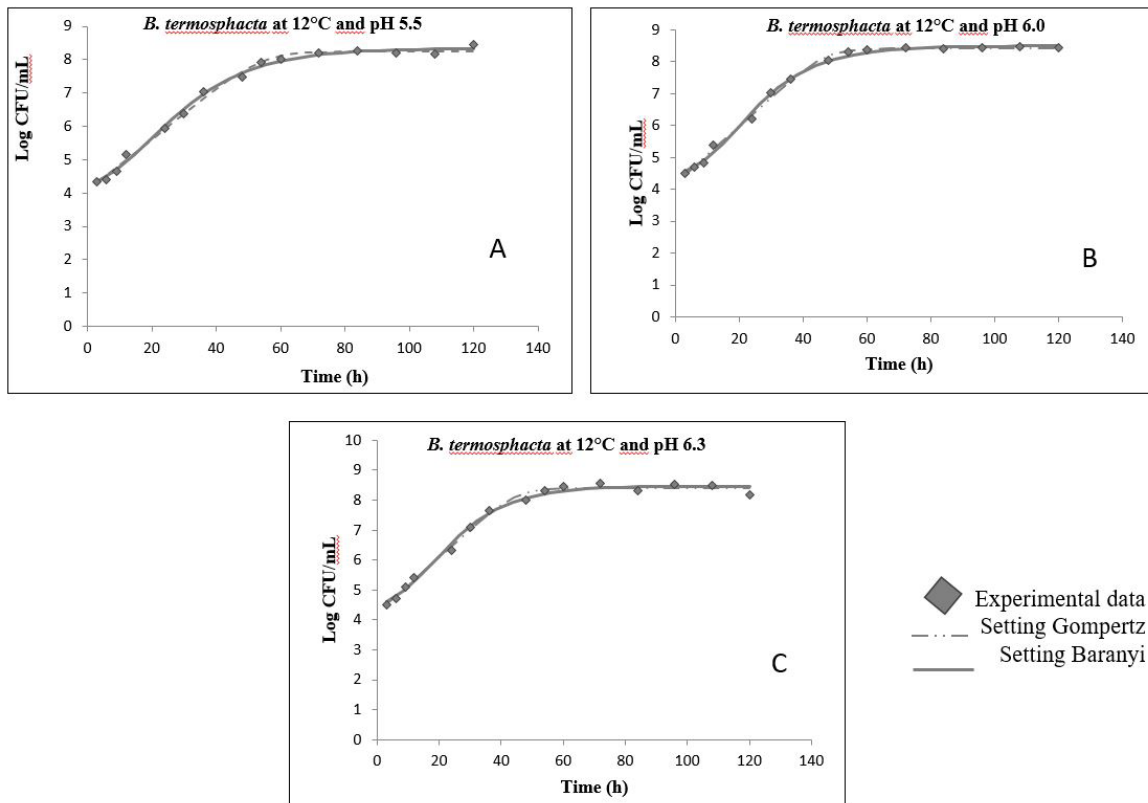 B. termosphacta at 12°C and pH 5.5
Log CFU/mL
9
8
7
6
5
4
3
2
1
0
0 20 40 60 80 100 120 140
Time (h)
A
B. termosphacta at 12°C and pH 6.0
Log CFU/mL
9
8
7
6
5
4
3
2
1
0
0 20 40 60 80 100 120 140
Time (h)
B
B. termosphacta at 12°C and pH 6.3
Log CFU/mL
10
9
8
7
6
5
4
3
2
1
0
0 20 40 60 80 100 120 140
Time (h)
C
Experimental data
Setting Gompertz
Setting Baranyi